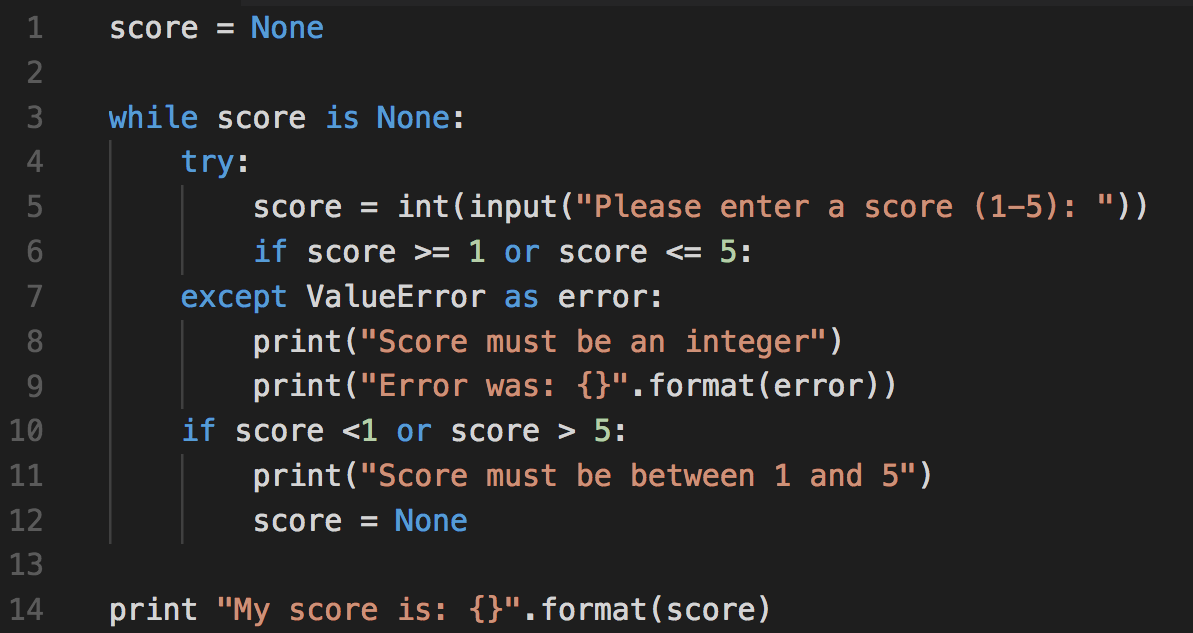 1 score = None
2
3 while score is None:
4     try:
5         score = int(input("Please enter a score (1-5): "))
6         if score >= 1 or score <= 5:
7     except ValueError as error:
8         print("Score must be an integer")
9         print("Error was: {}".format(error))
10     if score <1 or score > 5:
11         print("Score must be between 1 and 5")
12         score = None
13
14 print "My score is: {}".format(score)